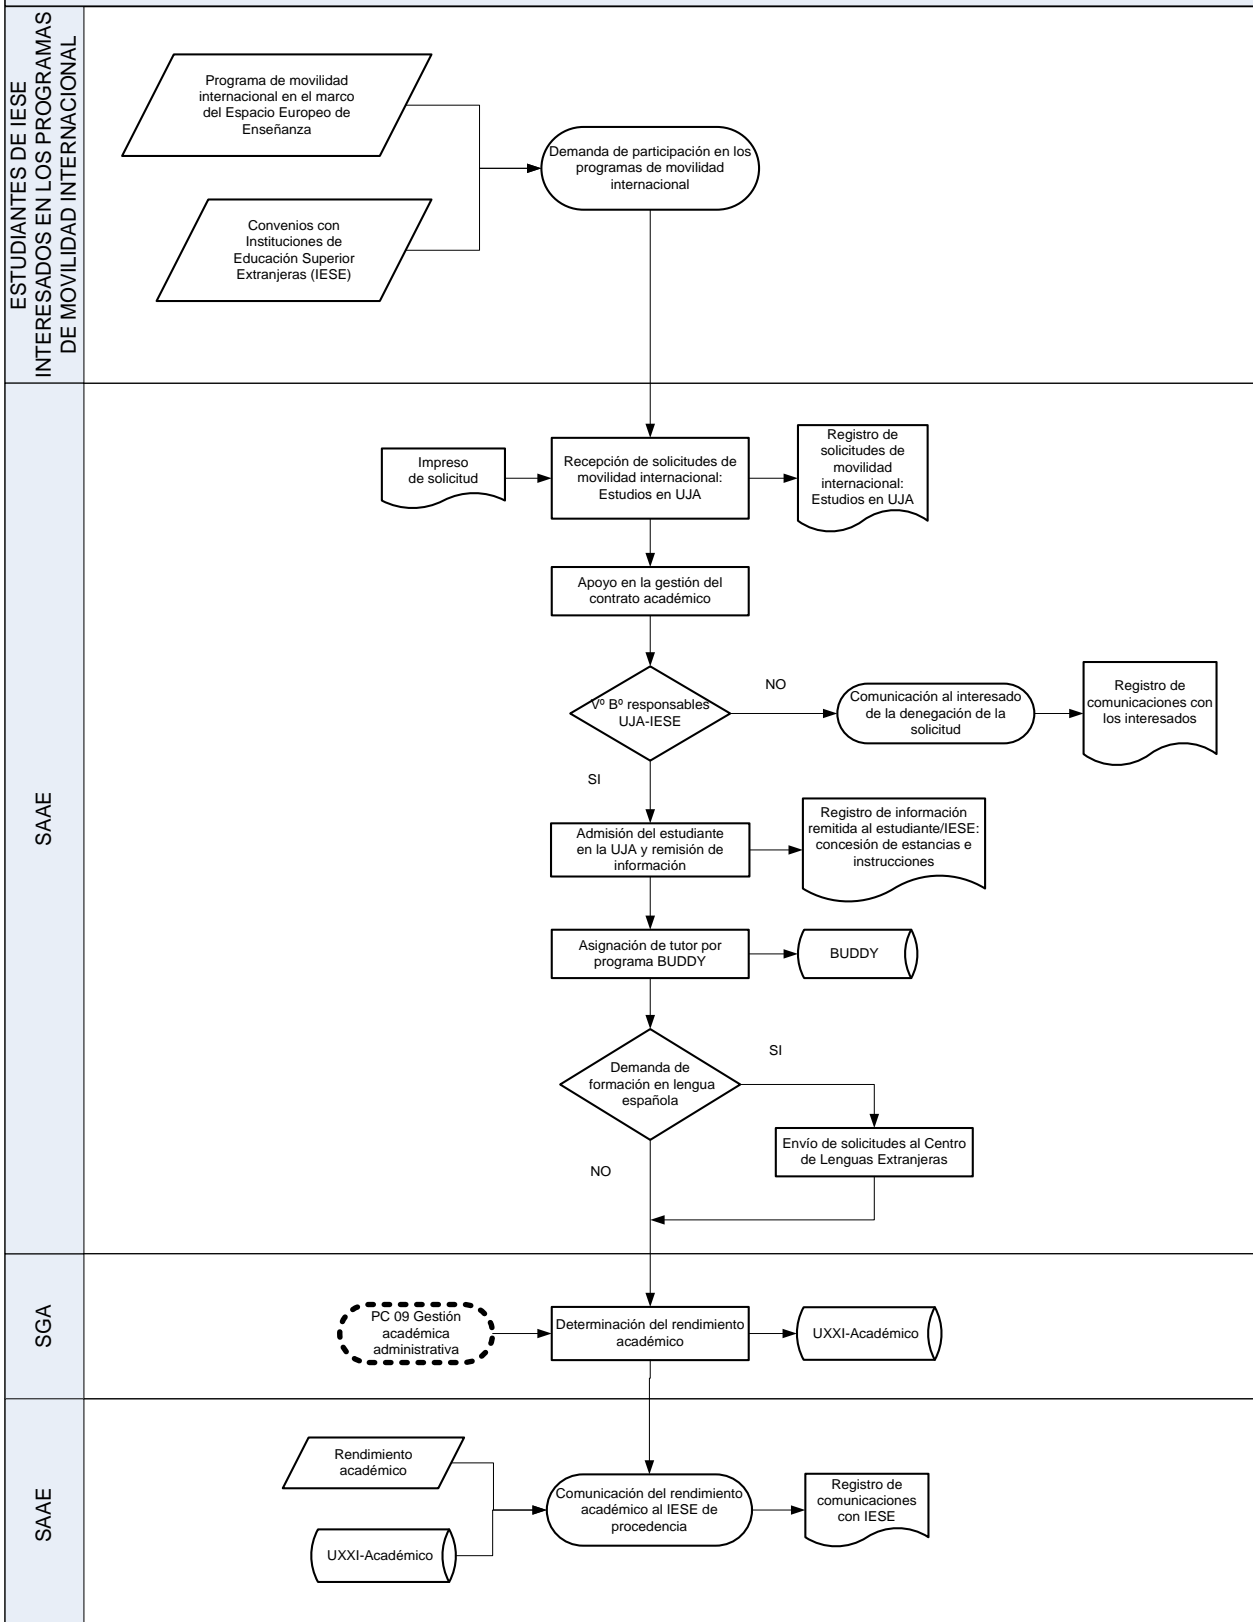 ESTUDIANTES DE IESE
INTERESADOS EN LOS PROGRAMAS
DE MOVILIDAD INTERNACIONAL
Programa de movilidad
internacional en el marco
del Espacio Europeo de
Enseñanza
Demanda de participación en los
programas de movilidad
internacional
Convenios con
Instituciones de
Educación Superior
Extranjeras (IESE)
SAAE
Impreso
de solicitud
Recepción de solicitudes de
movilidad internacional:
Estudios en UJA
Registro de
solicitudes de
movilidad
internacional:
Estudios en UJA
Apoyo en la gestión del
contrato académico
Vº Bº responsables
UJA-IESE
NO
Comunicación al interesado
de la denegación de la
solicitud
Registro de
comunicaciones con
los interesados
SI
Admisión del estudiante
en la UJA y remisión de
información
Registro de información
remitida al estudiante/IESE:
concesión de estancias e
instrucciones
Asignación de tutor por
programa BUDDY
BUDDY
Demanda de
formación en lengua
española
SI
Envío de solicitudes al Centro
de Lenguas Extranjeras
NO
SGA
PC 09 Gestión
académica
administrativa
Determinación del rendimiento
académico
UXXI-Académico
SAAE
Rendimiento
académico
UXXI-Académico
Comunicación del rendimiento
académico al IESE de
procedencia
Registro de
comunicaciones
con IESE